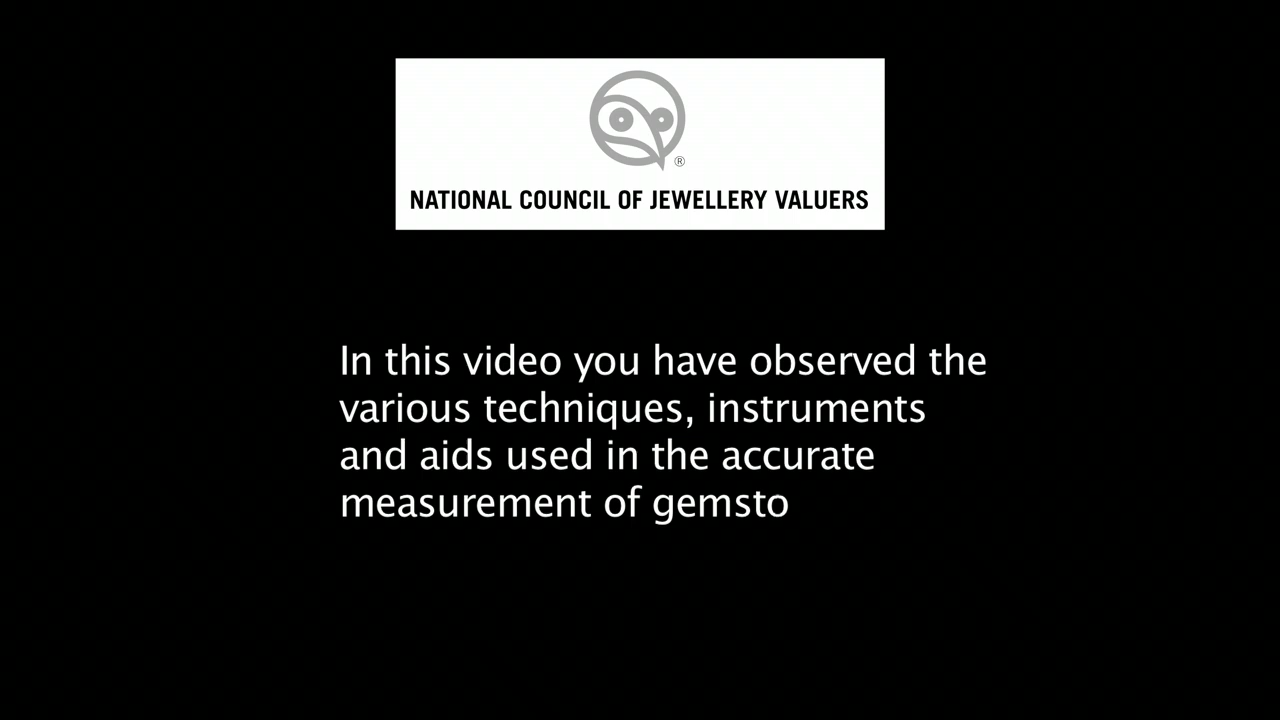 ®
NATIONAL COUNCIL OF JEWELLERY VALUERS
In this video you have observed the
various techniques, instruments
and aids used in the accurate
measurement of gemsto